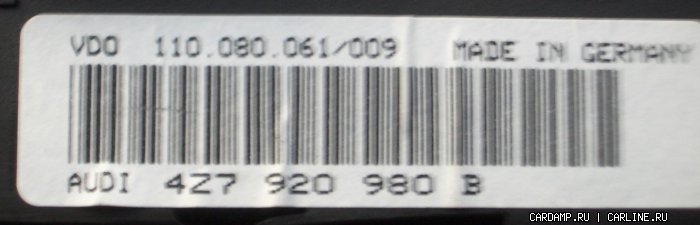 VDO 110.080.061/009 MADE IN GERMANY
AUDI 4Z7 920 980 B
CARDAMP.RU | CARLINE.RU